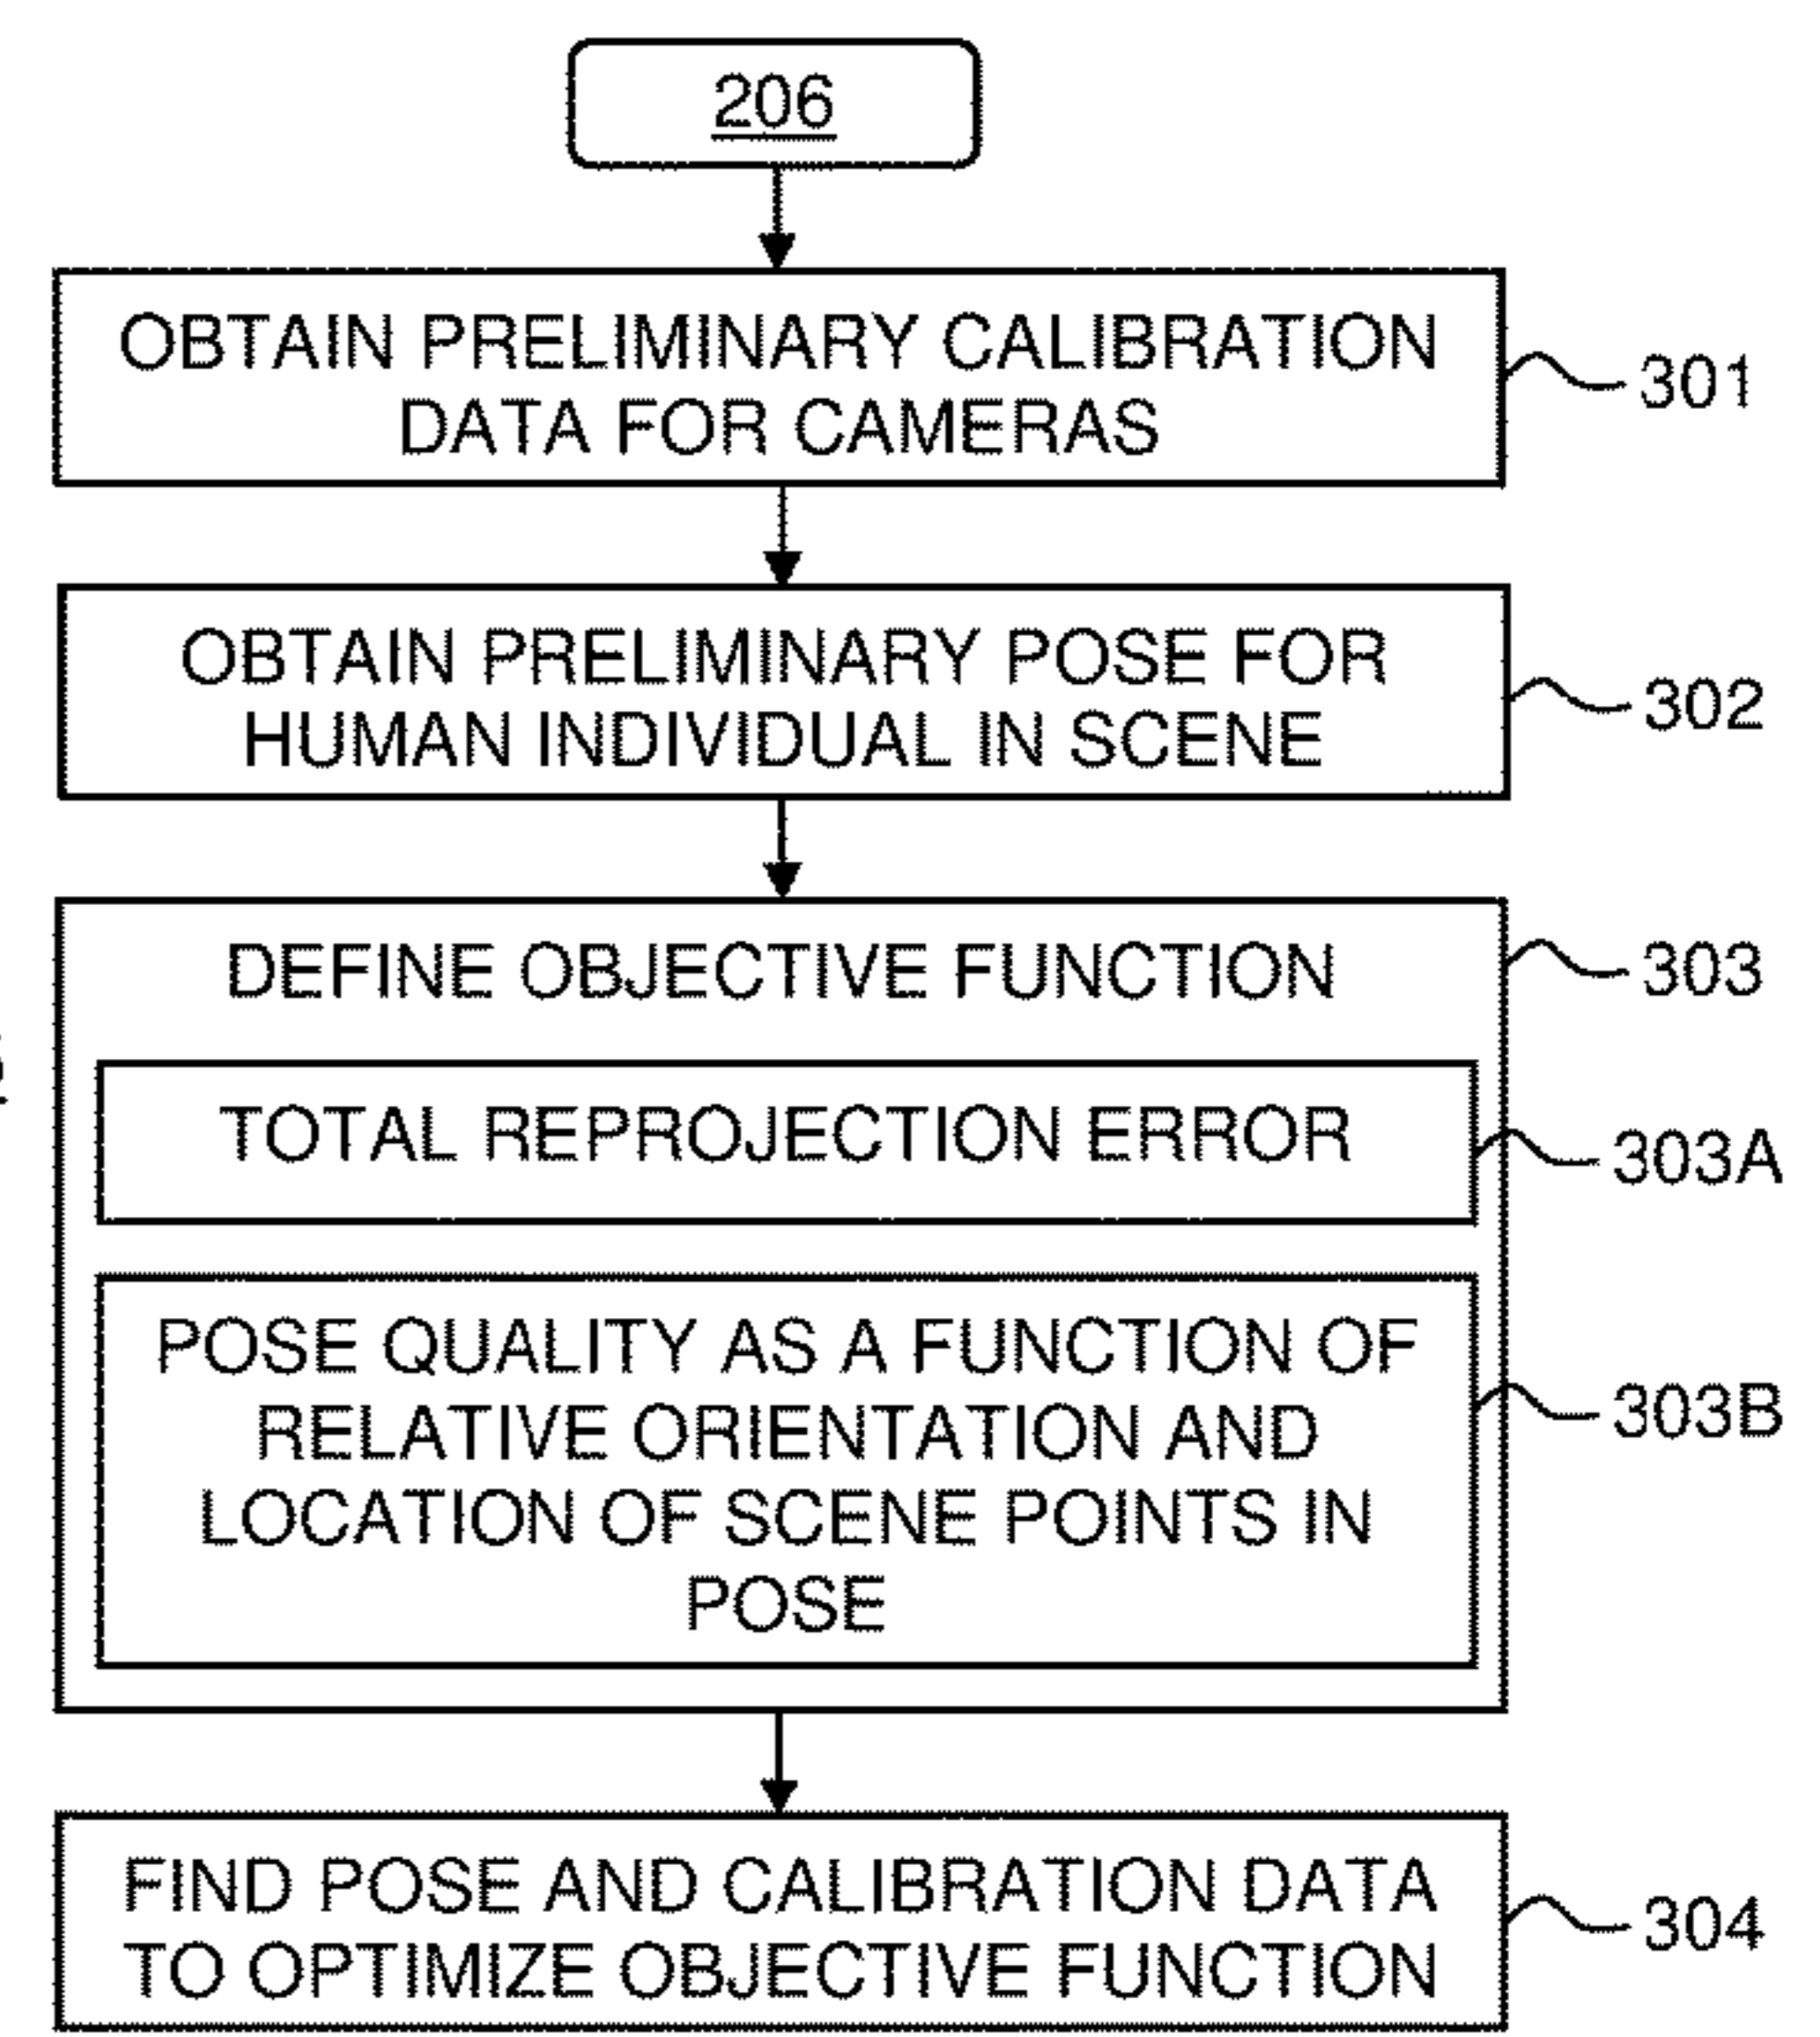 206
OBTAIN PRELIMINARY CALIBRATION
DATA FOR CAMERAS
301
OBTAIN PRELIMINARY POSE FOR
HUMAN INDIVIDUAL IN SCENE
302
DEFINE OBJECTIVE FUNCTION
303
TOTAL REPROJECTION ERROR
303A
POSE QUALITY AS A FUNCTION OF
RELATIVE ORIENTATION AND
LOCATION OF SCENE POINTS IN
POSE
303B
FIND POSE AND CALIBRATION DATA
TO OPTIMIZE OBJECTIVE FUNCTION
304